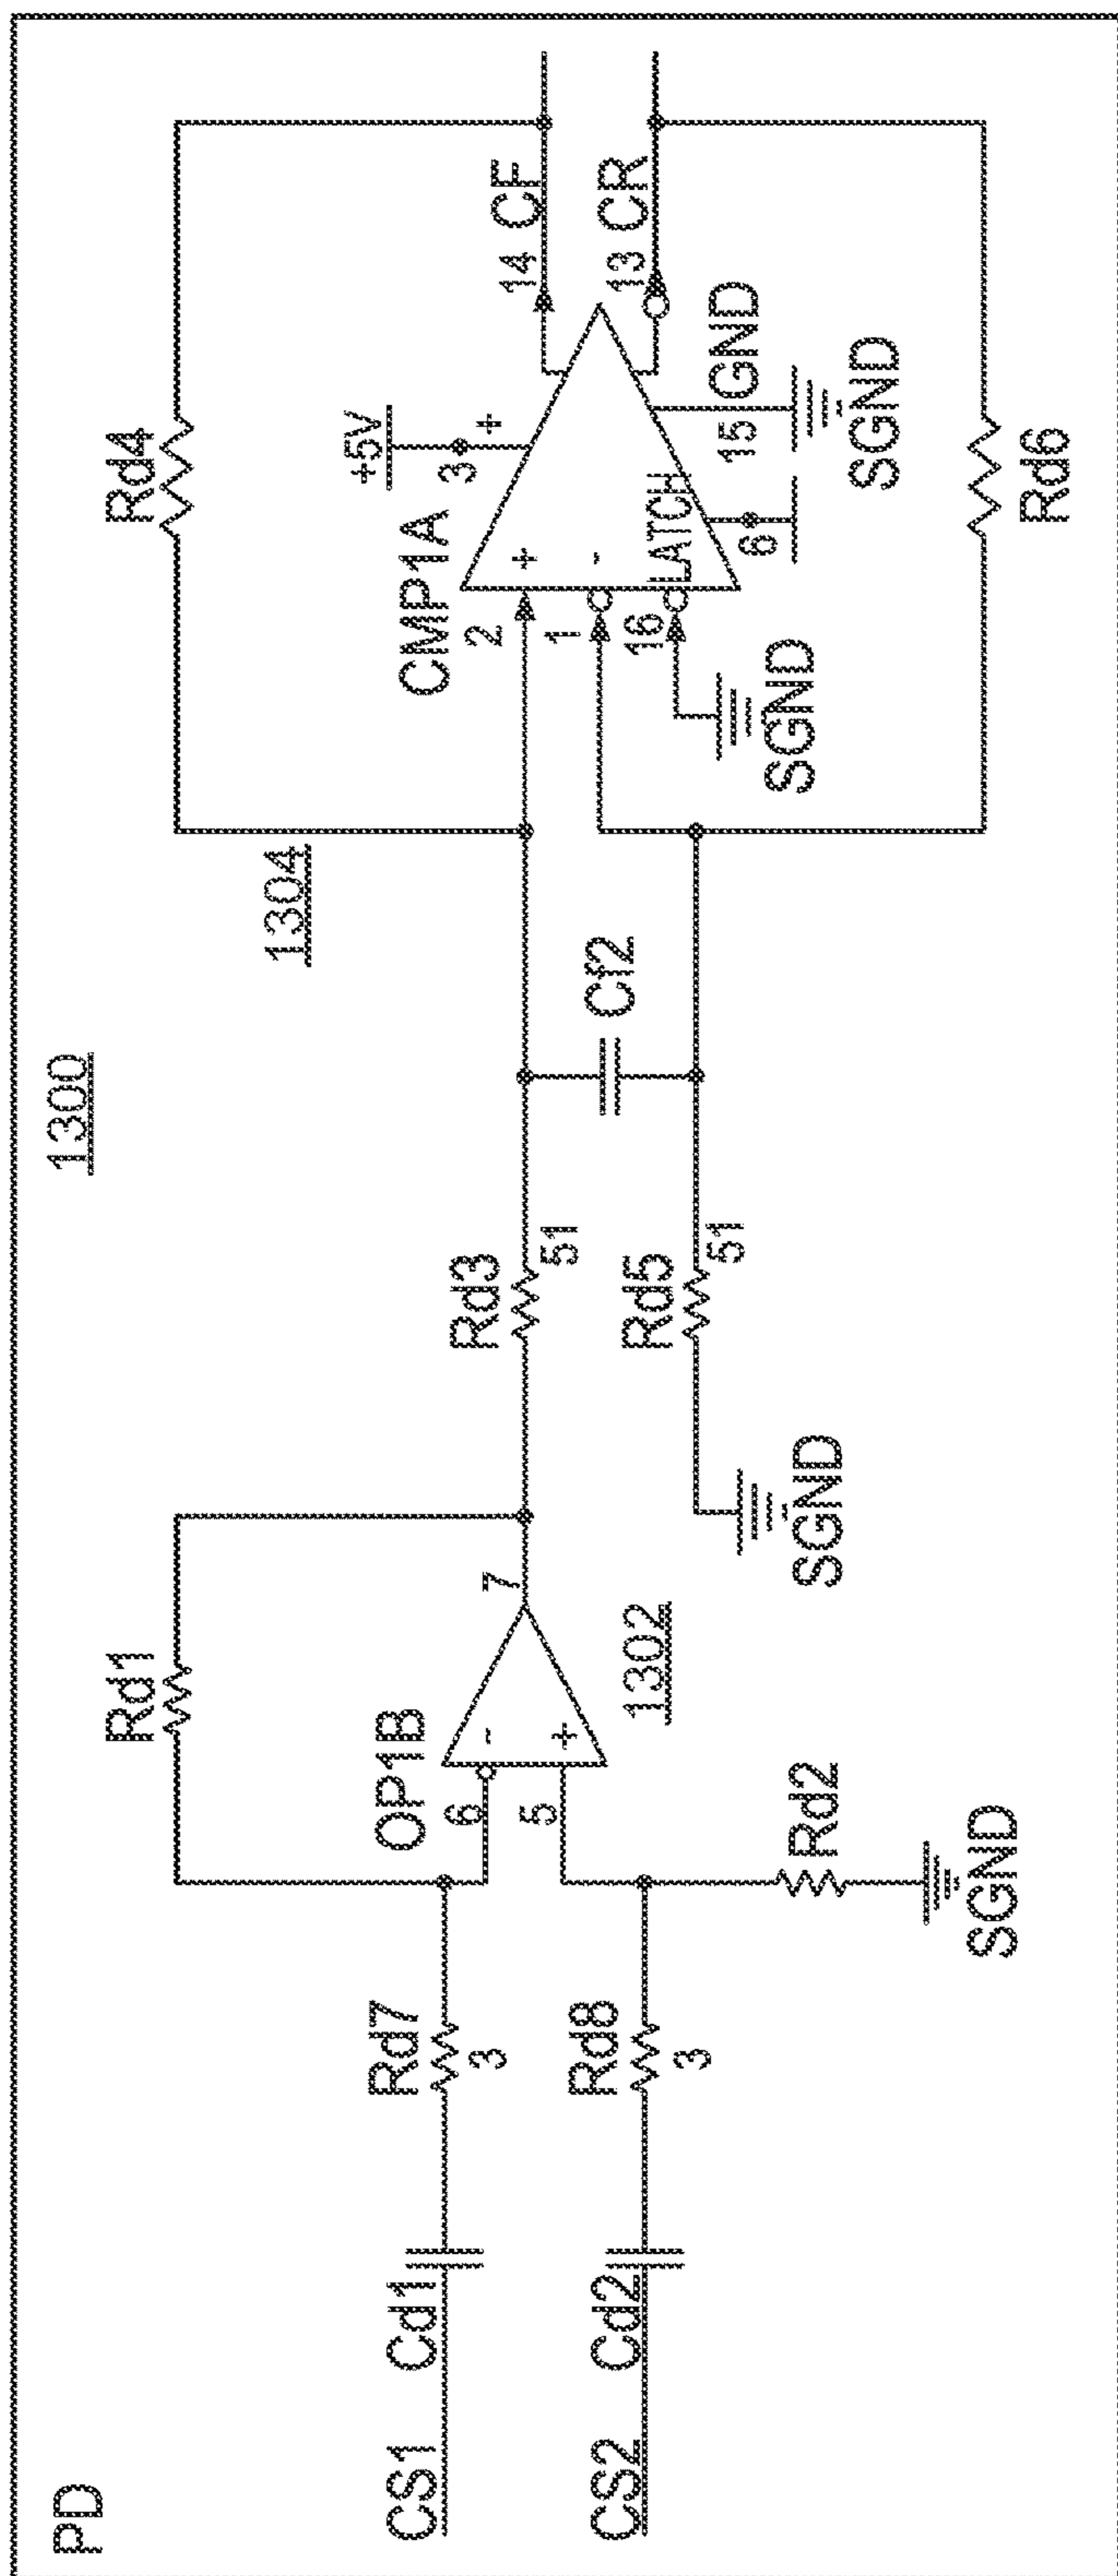 PD
1300
CS1
Cd1
CS2
Cd2
Rd7
3
Rd8
3
Rd1
OP1B
6
-
5
+
7
1302
Rd2
SGND
Rd3
51
Rd5
51
SGND
Cf2
1304
Rd4
CMP1A
+5V
3
+
2
+
1
-
16
LATCH
SGND
6
15
GND
SGND
14
CF
13
CR
Rd6